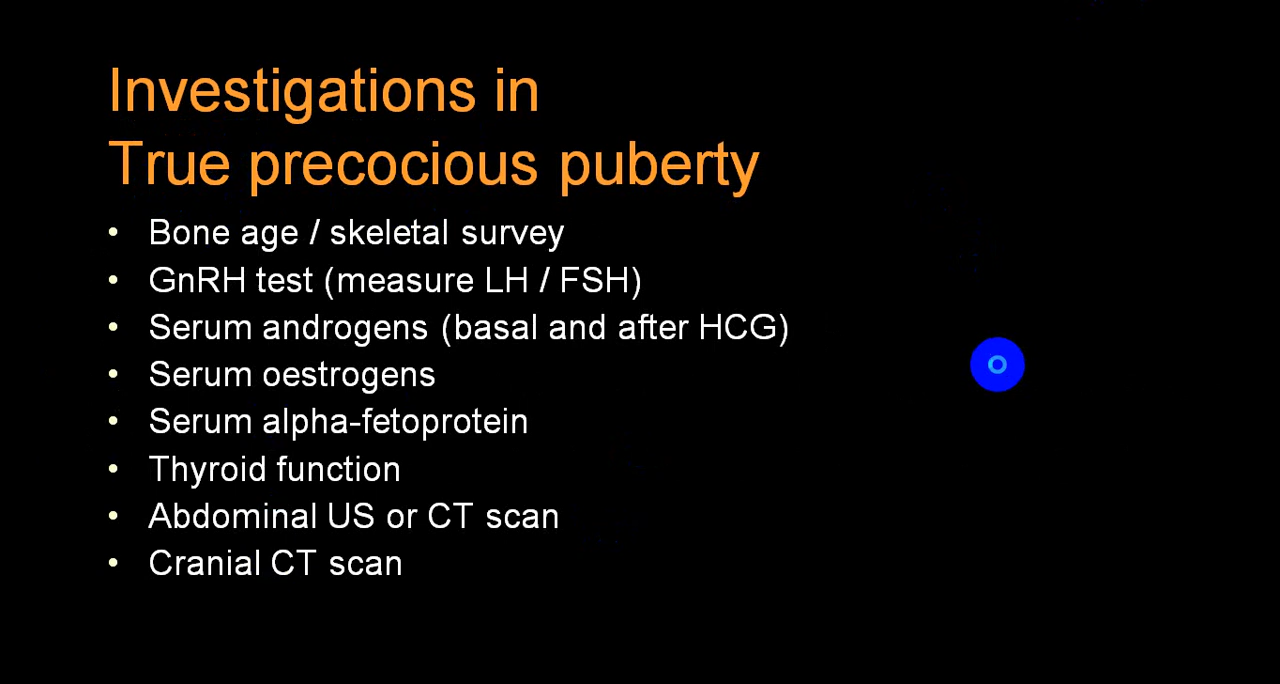 Investigations in
True precocious puberty
• Bone age / skeletal survey
• GnRH test (measure LH / FSH)
• Serum androgens (basal and after HCG)
• Serum oestrogens
• Serum alpha-fetoprotein
• Thyroid function
• Abdominal US or CT scan
• Cranial CT scan